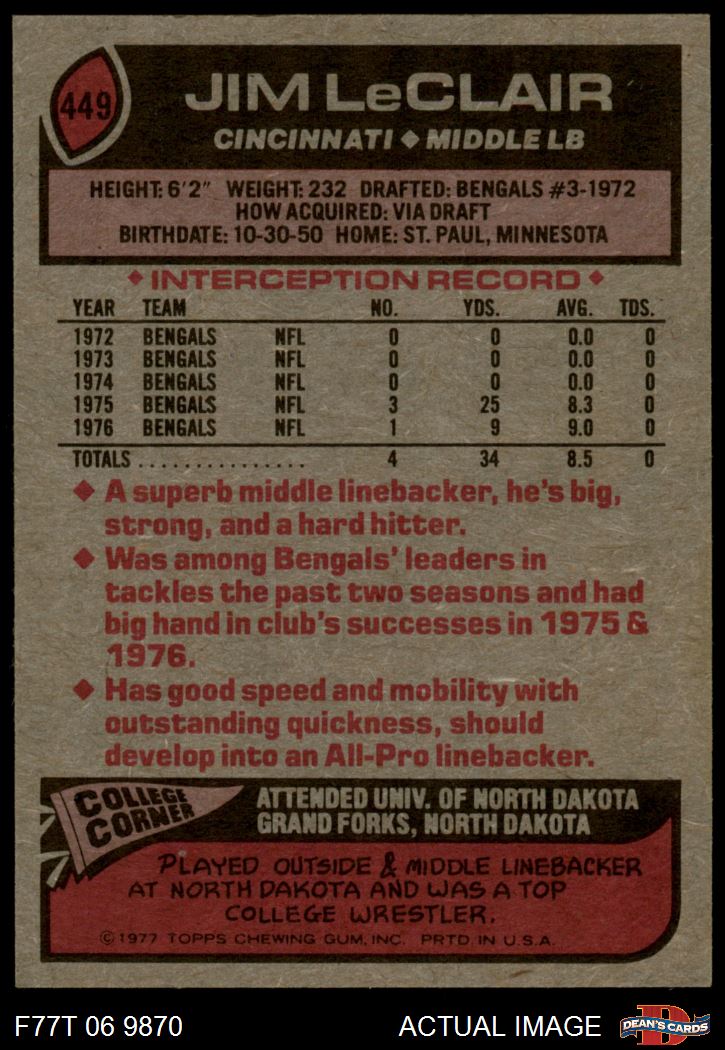 449
JIM LeCLAIR
CINCINNATI ◆ MIDDLE LB
HEIGHT: 6'2" WEIGHT: 232 DRAFTED: BENGALS #3-1972
HOW ACQUIRED: VIA DRAFT
BIRTHDATE: 10-30-50 HOME: ST. PAUL, MINNESOTA
◆ INTERCEPTION RECORD ◆
YEAR TEAM NO. YDS. AVG. TDS.
1972 BENGALS NFL 0 0 0.0 0
1973 BENGALS NFL 0 0 0.0 0
1974 BENGALS NFL 0 0 0.0 0
1975 BENGALS NFL 3 25 8.3 0
1976 BENGALS NFL 1 9 9.0 0
TOTALS ............... 4 34 8.5 0
◆ A superb middle linebacker, he's big,
strong, and a hard hitter.
◆ Was among Bengals' leaders in
tackles the past two seasons and had
big hand in club's successes in 1975 &
1976.
◆ Has good speed and mobility with
outstanding quickness, should
develop into an All-Pro linebacker.
COLLEGE
CORNER
ATTENDED UNIV. OF NORTH DAKOTA
GRAND FORKS, NORTH DAKOTA
PLAYED OUTSIDE & MIDDLE LINEBACKER
AT NORTH DAKOTA AND WAS A TOP
COLLEGE WRESTLER.
© 1977 TOPPS CHEWING GUM, INC. PRTD. IN U.S.A.
F77T 06 9870 ACTUAL IMAGE
D
DEAN'S CARDS